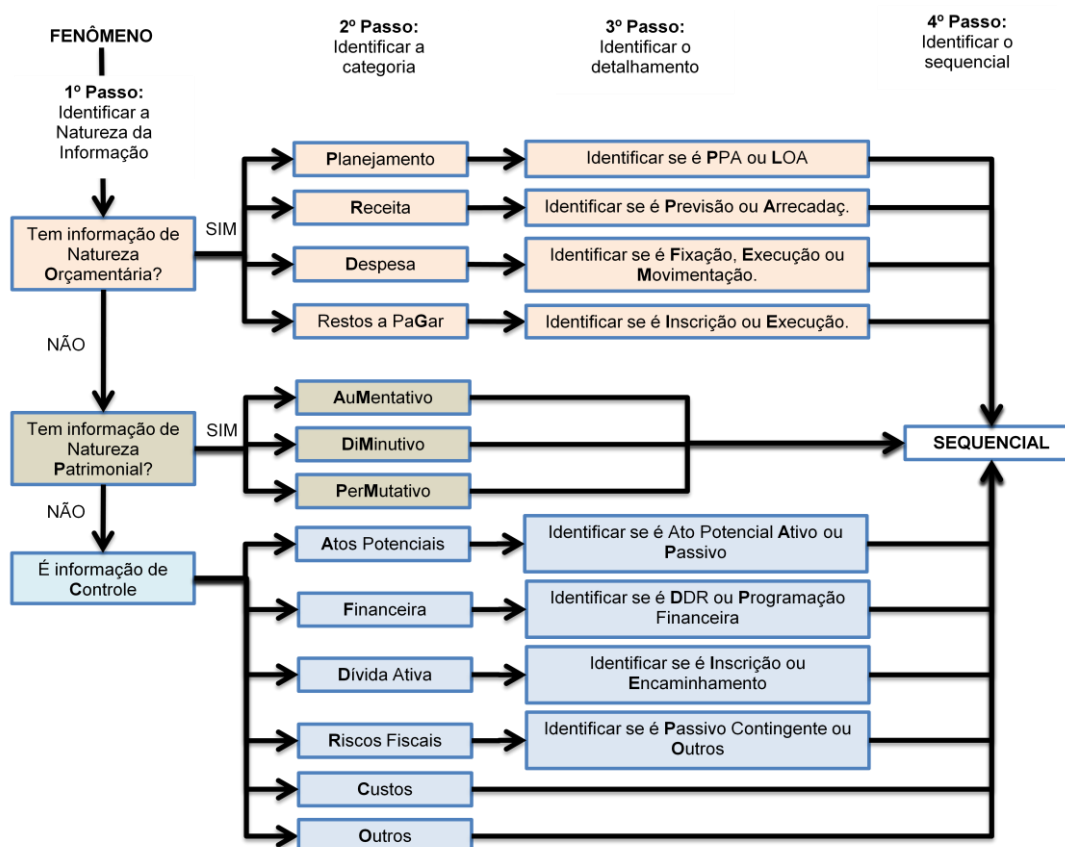 FENÔMENO
1º Passo:
Identificar a
Natureza da
Informação
2º Passo:
Identificar a
categoria
3º Passo:
Identificar o
detalhamento
4º Passo:
Identificar o
sequencial
Tem informação de
Natureza
Orçamentária?
SIM
NÃO
Planejamento
Identificar se é PPA ou LOA
Receita
Identificar se é Previsão ou Arrecadaç.
Despesa
Identificar se é Fixação, Execução ou
Movimentação.
Restos a PaGar
Identificar se é Inscrição ou Execução.
Tem informação de
Natureza
Patrimonial?
SIM
NÃO
AuMentativo
DiMinutivo
PerMutativo
SEQUENCIAL
É informação de
Controle
Atos Potenciais
Identificar se é Ato Potencial Ativo ou
Passivo
Financeira
Identificar se é DDR ou Programação
Financeira
Dívida Ativa
Identificar se é Inscrição ou
Encaminhamento
Riscos Fiscais
Identificar se é Passivo Contingente ou
Outros
Custos
Outros